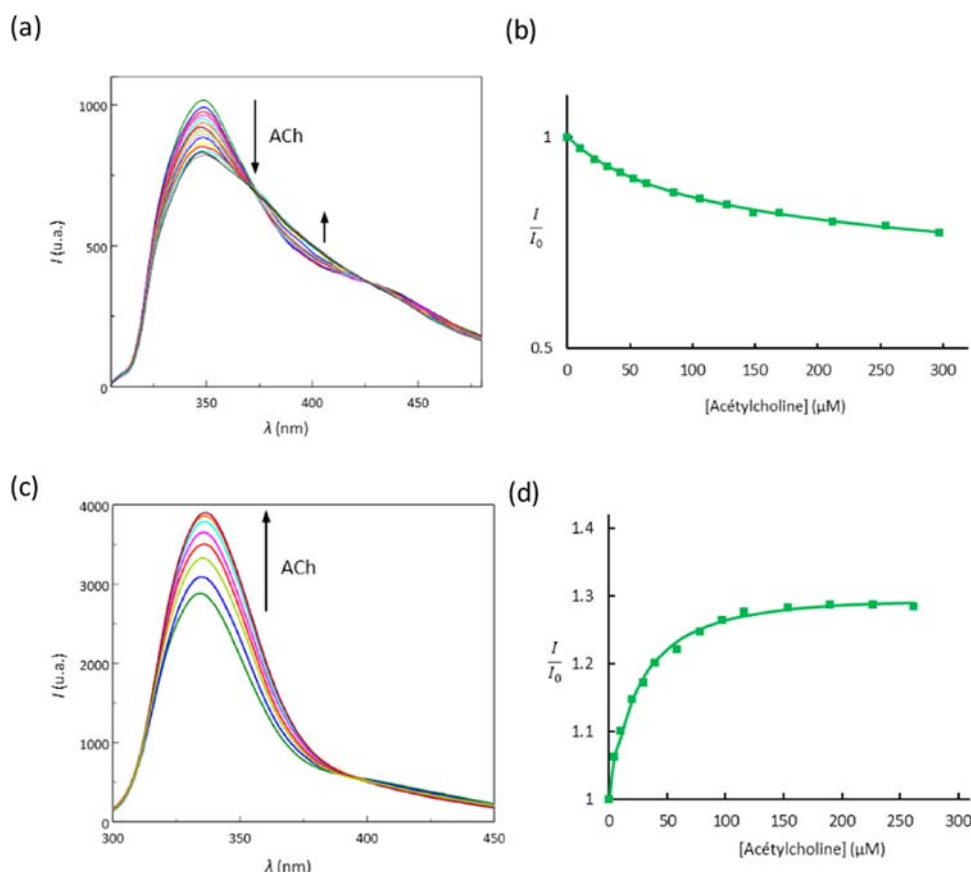 (a)
1000
500
0
I (u.a.)
ACh
350
400
450
λ (nm)
(b)
1
0.5
I
I₀
0 50 100 150 200 250 300
[Acétylcholine] (µM)
(c)
4000
3000
2000
1000
0
I (u.a.)
ACh
300 350 400 450
λ (nm)
(d)
1.4
1.3
1.2
1.1
1
I
I₀
0 50 100 150 200 250 300
[Acétylcholine] (µM)